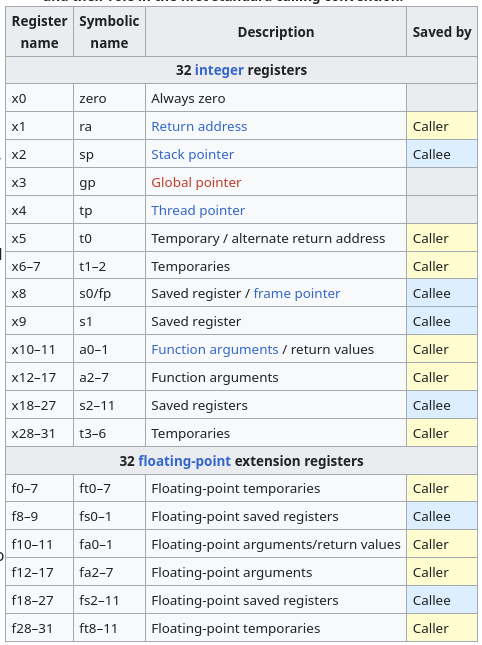 and their role in the first standard calling convention.
Register name Symbolic name Description Saved by
32 integer registers
x0 zero Always zero
x1 ra Return address Caller
x2 sp Stack pointer Callee
x3 gp Global pointer
x4 tp Thread pointer
x5 t0 Temporary / alternate return address Caller
x6–7 t1–2 Temporaries Caller
x8 s0/fp Saved register / frame pointer Callee
x9 s1 Saved register Callee
x10–11 a0–1 Function arguments / return values Caller
x12–17 a2–7 Function arguments Caller
x18–27 s2–11 Saved registers Callee
x28–31 t3–6 Temporaries Caller
32 floating-point extension registers
f0–7 ft0–7 Floating-point temporaries Caller
f8–9 fs0–1 Floating-point saved registers Callee
f10–11 fa0–1 Floating-point arguments/return values Caller
f12–17 fa2–7 Floating-point arguments Caller
f18–27 fs2–11 Floating-point saved registers Callee
f28–31 ft8–11 Floating-point temporaries Caller